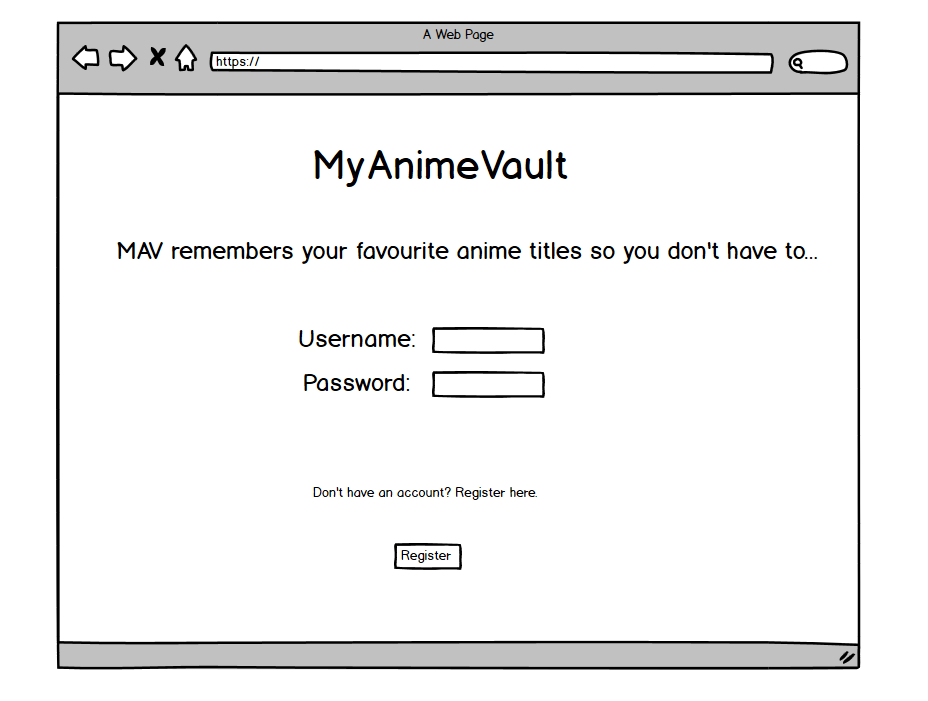 A Web Page
https://
MyAnimeVault
MAV remembers your favourite anime titles so you don't have to...
Username:
Password:
Don't have an account? Register here.
Register